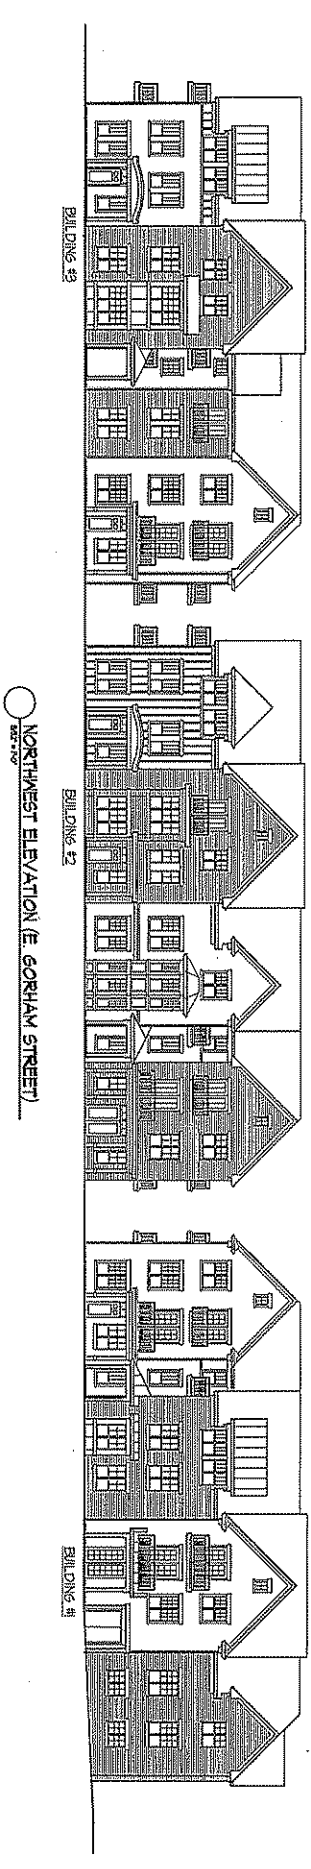 BUILDING #3
BUILDING #2
BUILDING #1
NORTHWEST ELEVATION (E. GORHAM STREET)